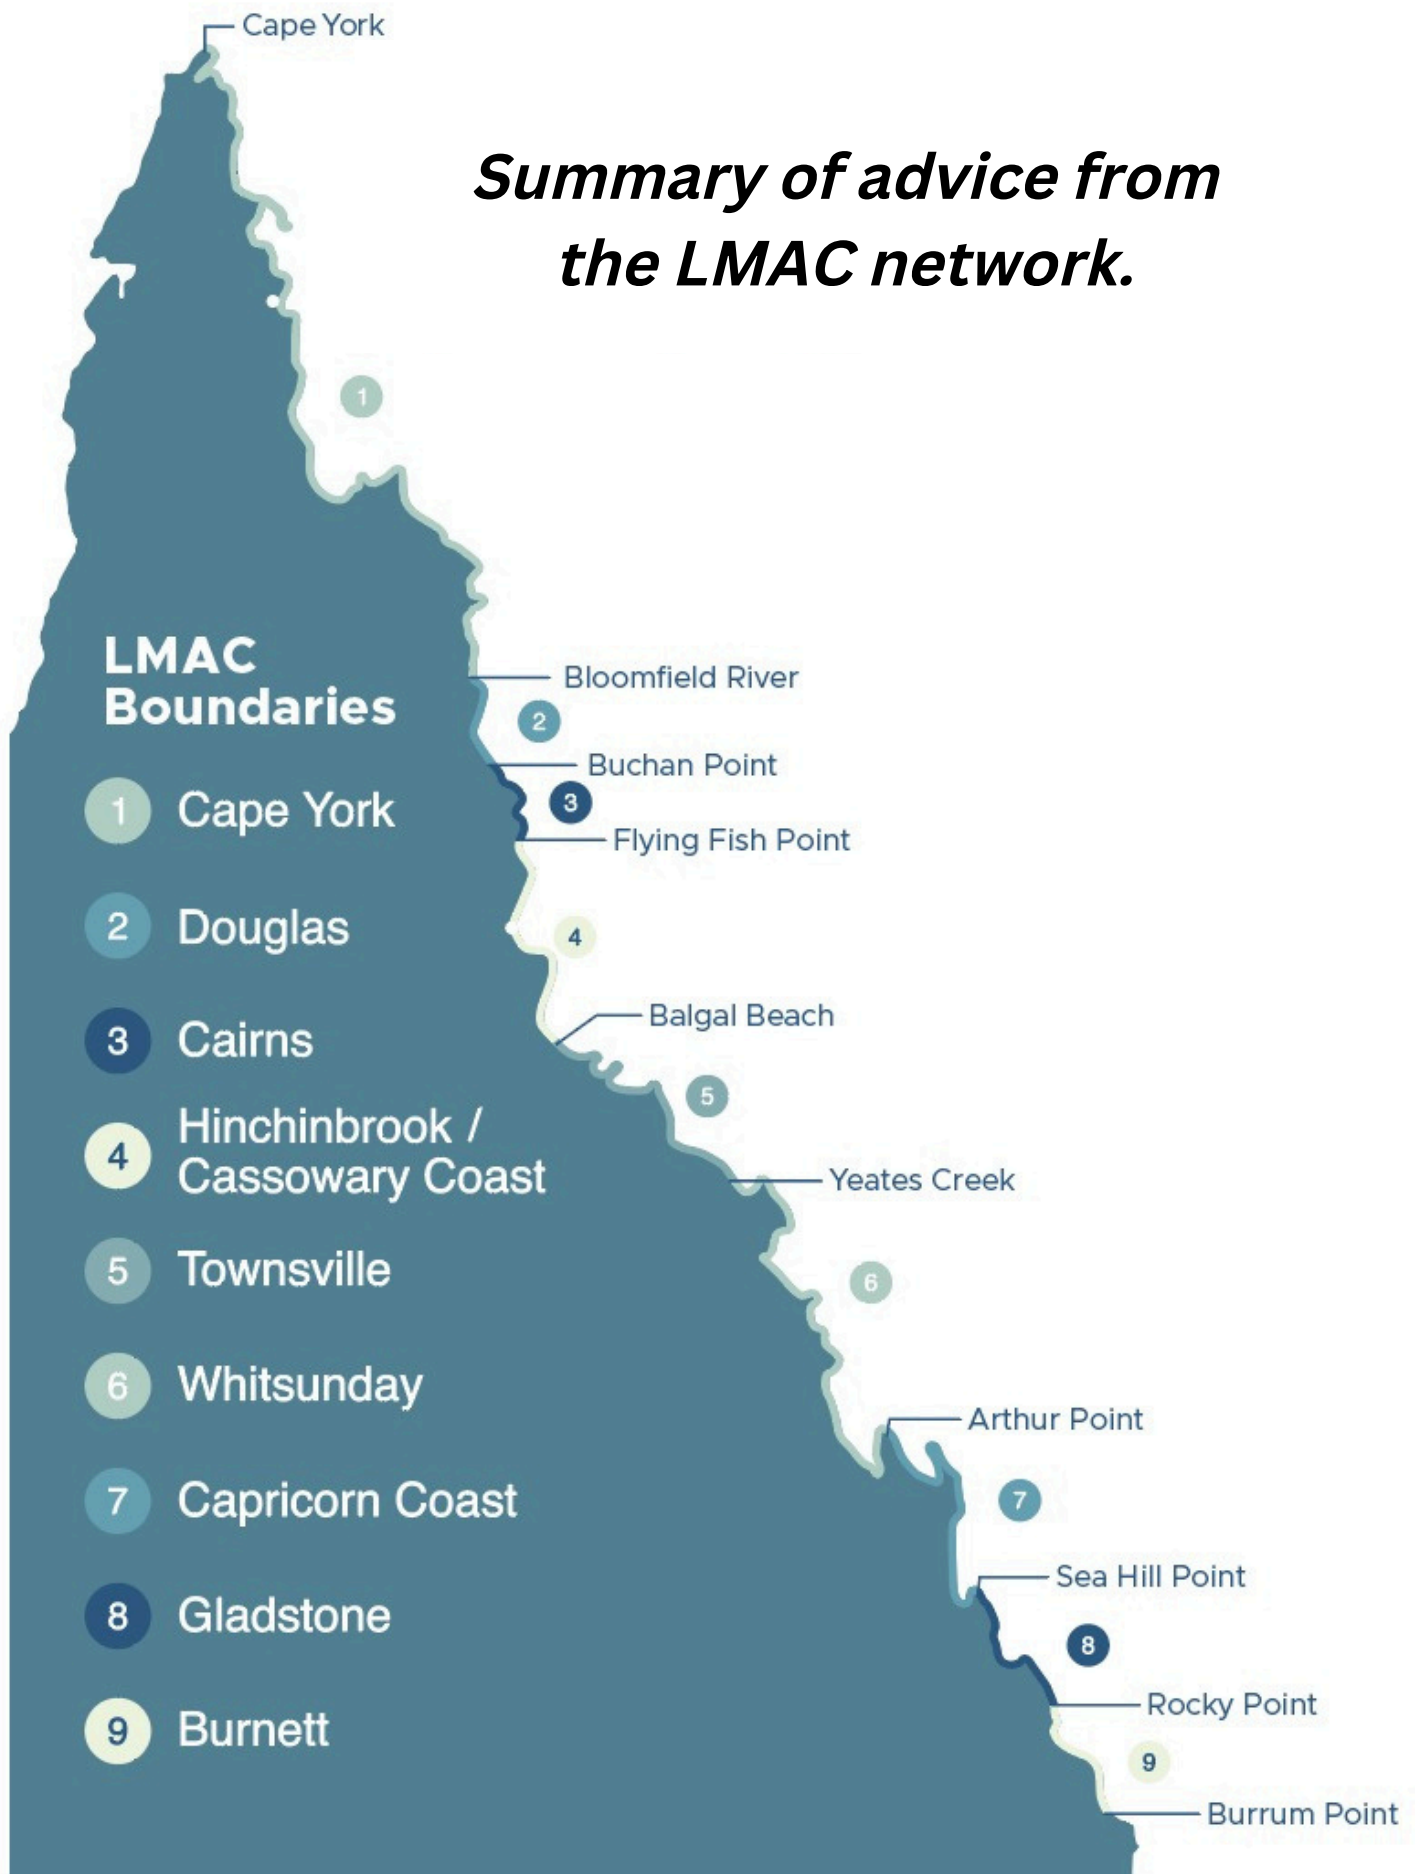 Cape York
Summary of advice from
the LMAC network.
1
LMAC
Boundaries
1 Cape York
2 Douglas
3 Cairns
4 Hinchinbrook /
Cassowary Coast
5 Townsville
6 Whitsunday
7 Capricorn Coast
8 Gladstone
9 Burnett
Bloomfield River
2
Buchan Point
3
Flying Fish Point
4
Balgal Beach
5
Yeates Creek
6
Arthur Point
7
Sea Hill Point
8
Rocky Point
9
Burrum Point